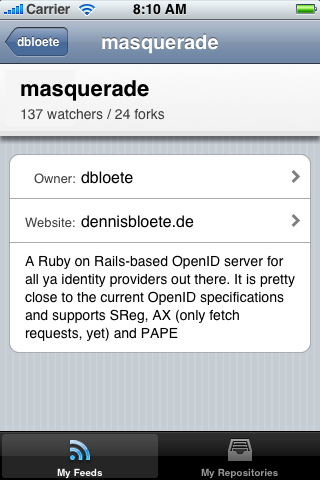 Carrier 8:10 AM
dbloete masquerade
masquerade
137 watchers / 24 forks
Owner: dbloete
Website: dennisbloete.de
A Ruby on Rails-based OpenID server for
all ya identity providers out there. It is pretty
close to the current OpenID specifications
and supports SReg, AX (only fetch
requests, yet) and PAPE
My Feeds My Repositories